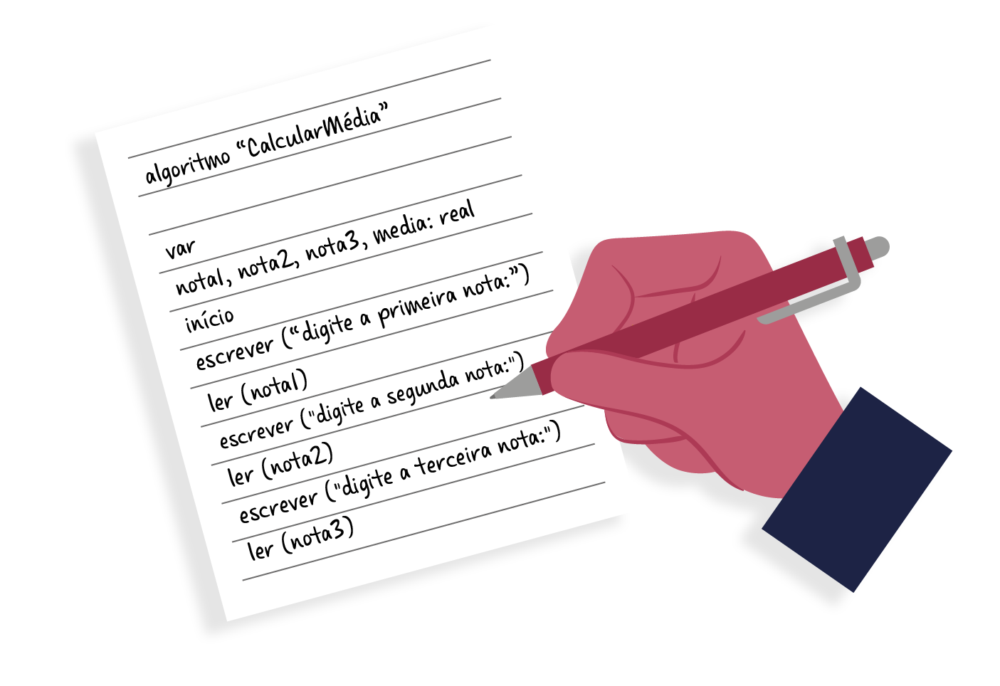 algoritmo “CalcularMédia”
var
nota1, nota2, nota3, media: real
início
escrever (“digite a primeira nota:”)
ler (nota1)
escrever ("digite a segunda nota:")
ler (nota2)
escrever ("digite a terceira nota:")
ler (nota3)